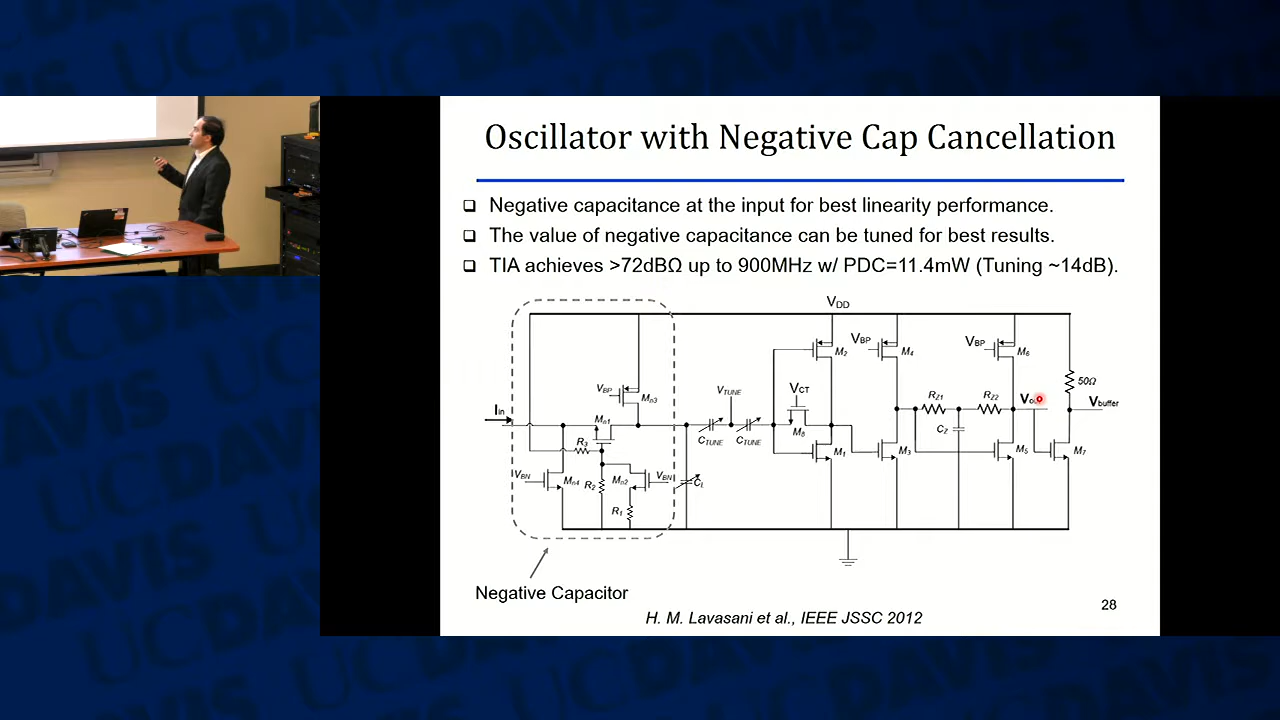 Oscillator with Negative Cap Cancellation
Negative capacitance at the input for best linearity performance.
The value of negative capacitance can be tuned for best results.
TIA achieves >72dBΩ up to 900MHz w/ PDC=11.4mW (Tuning ~14dB).
VDD
VBP M2 VBP M4 VBP M6
50Ω
VBP Mn3
VTUNE
VCT
RZ1 RZ2
Iin
Vbuffer
Mn1
CTUNE CTUNE
M8
CZ
R3
M1 M3 M5 M7
VBN Mn4 R2 Mn2 VBN
R1
Negative Capacitor
28
H. M. Lavasani et al., IEEE JSSC 2012
UC DAVIS